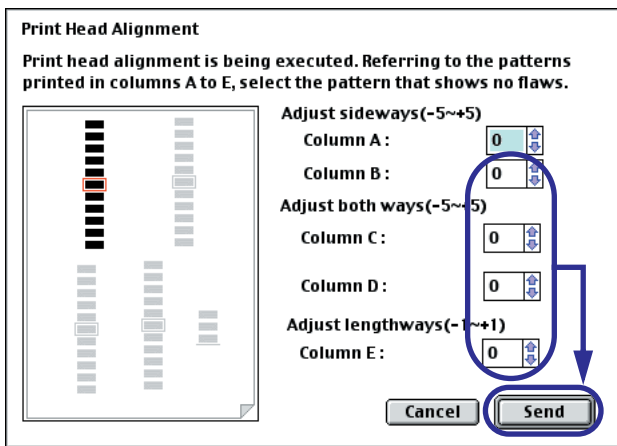 Print Head Alignment
Print head alignment is being executed. Referring to the patterns
printed in columns A to E, select the pattern that shows no flaws.
Adjust sideways(-5~+5)
Column A : 0
Column B : 0
Adjust both ways(-5~+5)
Column C : 0
Column D : 0
Adjust lengthways(-1~+1)
Column E : 0
Cancel Send